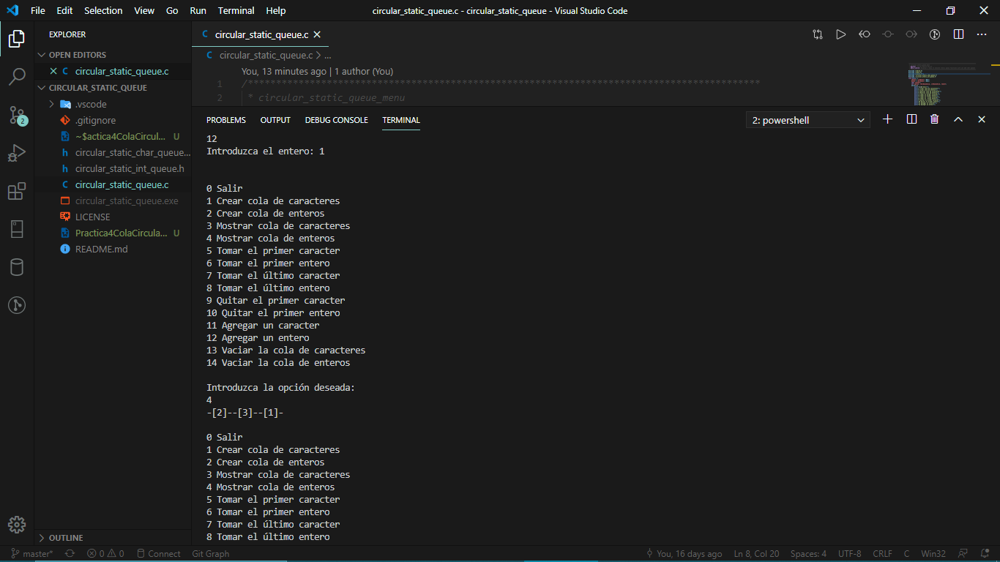 File Edit Selection View Go Run Terminal Help
circular_static_queue.c - circular_static_queue - Visual Studio Code
EXPLORER
OPEN EDITORS
circular_static_queue.c
CIRCULAR_STATIC_QUEUE
.vscode
.gitignore
~$actica4ColaCircul... U
circular_static_char_queue...
circular_static_int_queue.h
circular_static_queue.c
circular_static_queue.exe
LICENSE
Practica4ColaCircula... U
README.md
OUTLINE
2
circular_static_queue.c
circular_static_queue.c > ...
You, 13 minutes ago | 1 author (You)
1 /*******************************************************************************************
2 * circular_static_queue_menu
PROBLEMS OUTPUT DEBUG CONSOLE TERMINAL
2: powershell
12
Introduzca el entero: 1
0 Salir
1 Crear cola de caracteres
2 Crear cola de enteros
3 Mostrar cola de caracteres
4 Mostrar cola de enteros
5 Tomar el primer caracter
6 Tomar el primer entero
7 Tomar el último caracter
8 Tomar el último entero
9 Quitar el primer caracter
10 Quitar el primer entero
11 Agregar un caracter
12 Agregar un entero
13 Vaciar la cola de caracteres
14 Vaciar la cola de enteros
Introduzca la opción deseada:
4
-[2]--[3]--[1]-
0 Salir
1 Crear cola de caracteres
2 Crear cola de enteros
3 Mostrar cola de caracteres
4 Mostrar cola de enteros
5 Tomar el primer caracter
6 Tomar el primer entero
7 Tomar el último caracter
8 Tomar el último entero
master* 0 0 Connect Git Graph You, 16 days ago Ln 8, Col 20 Spaces: 4 UTF-8 CRLF C Win32